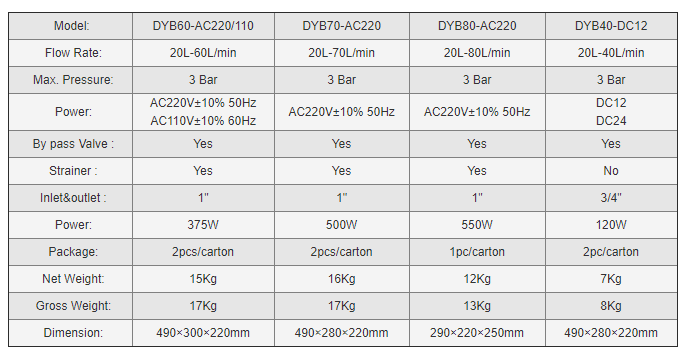 Model: DYB60-AC220/110 DYB70-AC220 DYB80-AC220 DYB40-DC12
Flow Rate: 20L-60L/min 20L-70L/min 20L-80L/min 20L-40L/min
Max. Pressure: 3 Bar 3 Bar 3 Bar 3 Bar
Power: AC220V±10% 50Hz AC220V±10% 50Hz AC220V±10% 50Hz DC12
AC110V±10% 60Hz DC24
By pass Valve : Yes Yes Yes Yes
Strainer : Yes Yes Yes No
Inlet&outlet : 1" 1" 1" 3/4"
Power: 375W 500W 550W 120W
Package: 2pcs/carton 2pcs/carton 1pc/carton 2pc/carton
Net Weight: 15Kg 16Kg 12Kg 7Kg
Gross Weight: 17Kg 17Kg 13Kg 8Kg
Dimension: 490×300×220mm 490×280×220mm 290×220×250mm 490×280×220mm